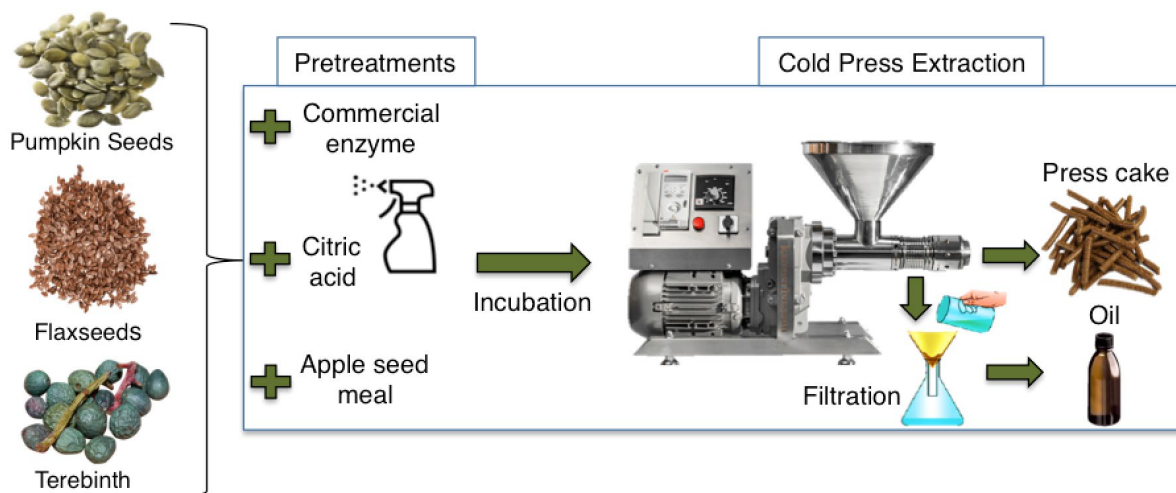 Pretreatments
Cold Press Extraction
Pumpkin Seeds
Commercial
enzyme
Press cake
Flaxseeds
Citric
acid
Incubation
Oil
Terebinth
Apple seed
meal
Filtration